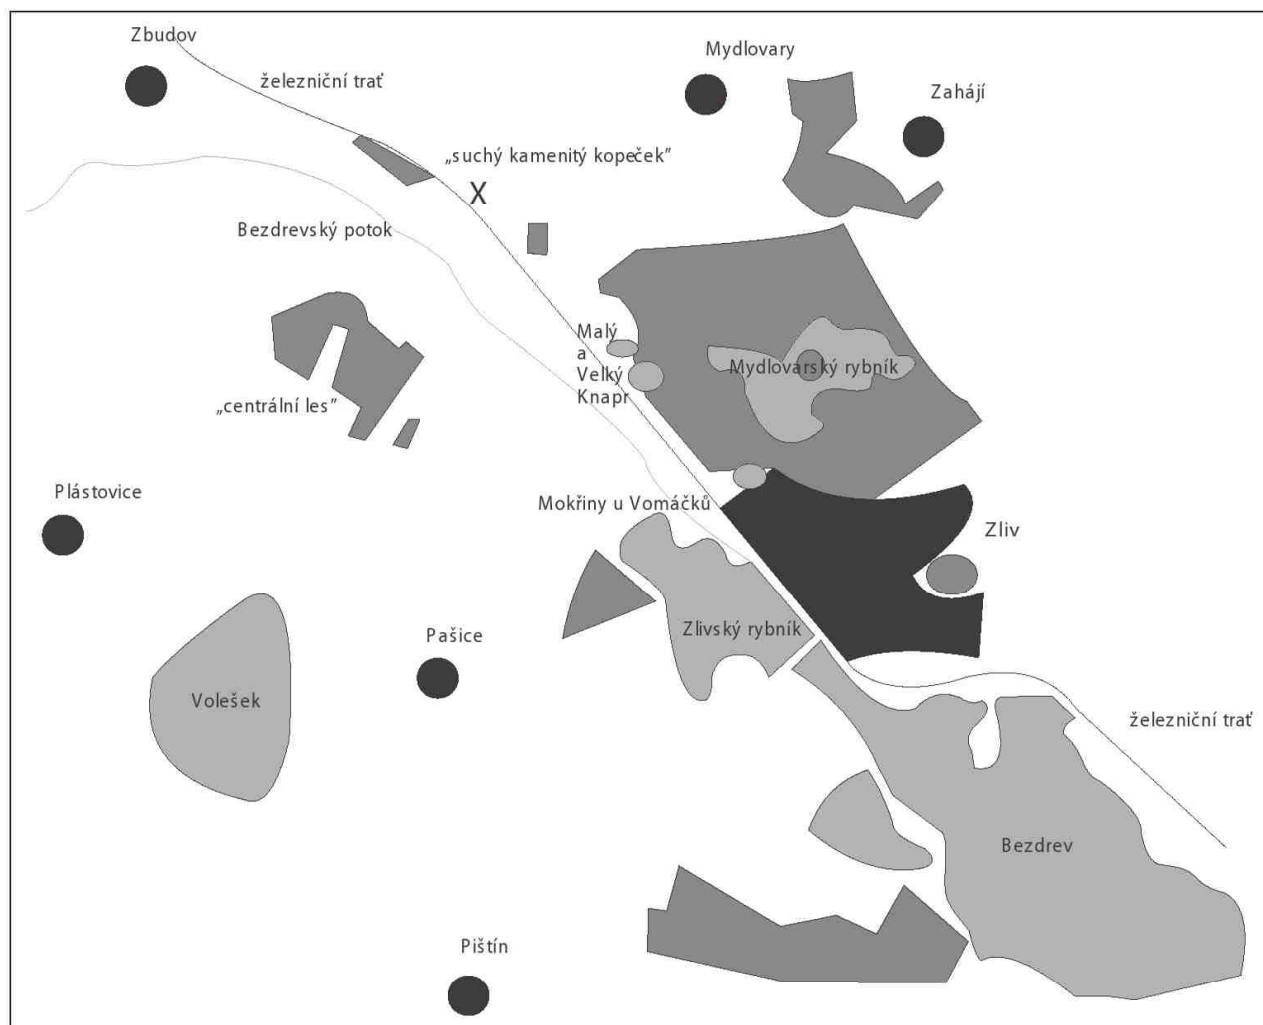 Zbudov
Mydlovary
železniční trať
Zahájí
„suchý kamenitý kopeček”
X
Bezdrevský potok
Malý
a
Velký
Knapr
Mydlovarský rybník
„centrální les”
Plástovice
Mokřiny u Vomáčků
Zliv
Pašice
Zlivský rybník
Volešek
železniční trať
Bezdrev
Pištín